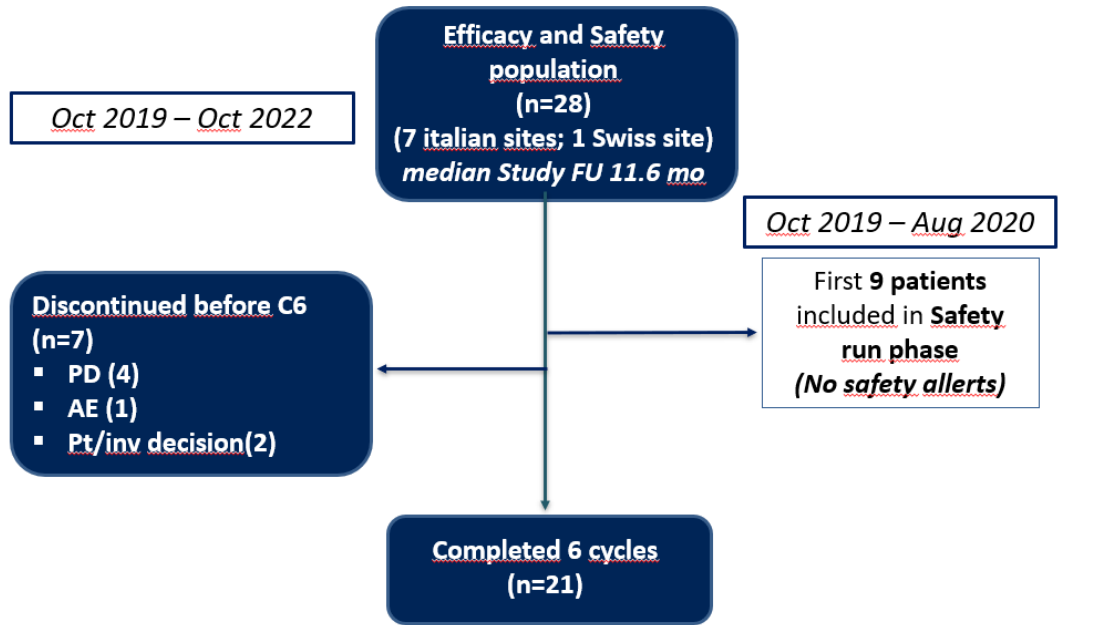 Efficacy and Safety
population
(n=28)
(7 italian sites; 1 Swiss site)
median Study FU 11.6 mo
Oct 2019 – Oct 2022
Oct 2019 – Aug 2020
First 9 patients
included in Safety
run phase
(No safety allerts)
Discontinued before C6
(n=7)
▪ PD (4)
▪ AE (1)
▪ Pt/inv decision(2)
Completed 6 cycles
(n=21)